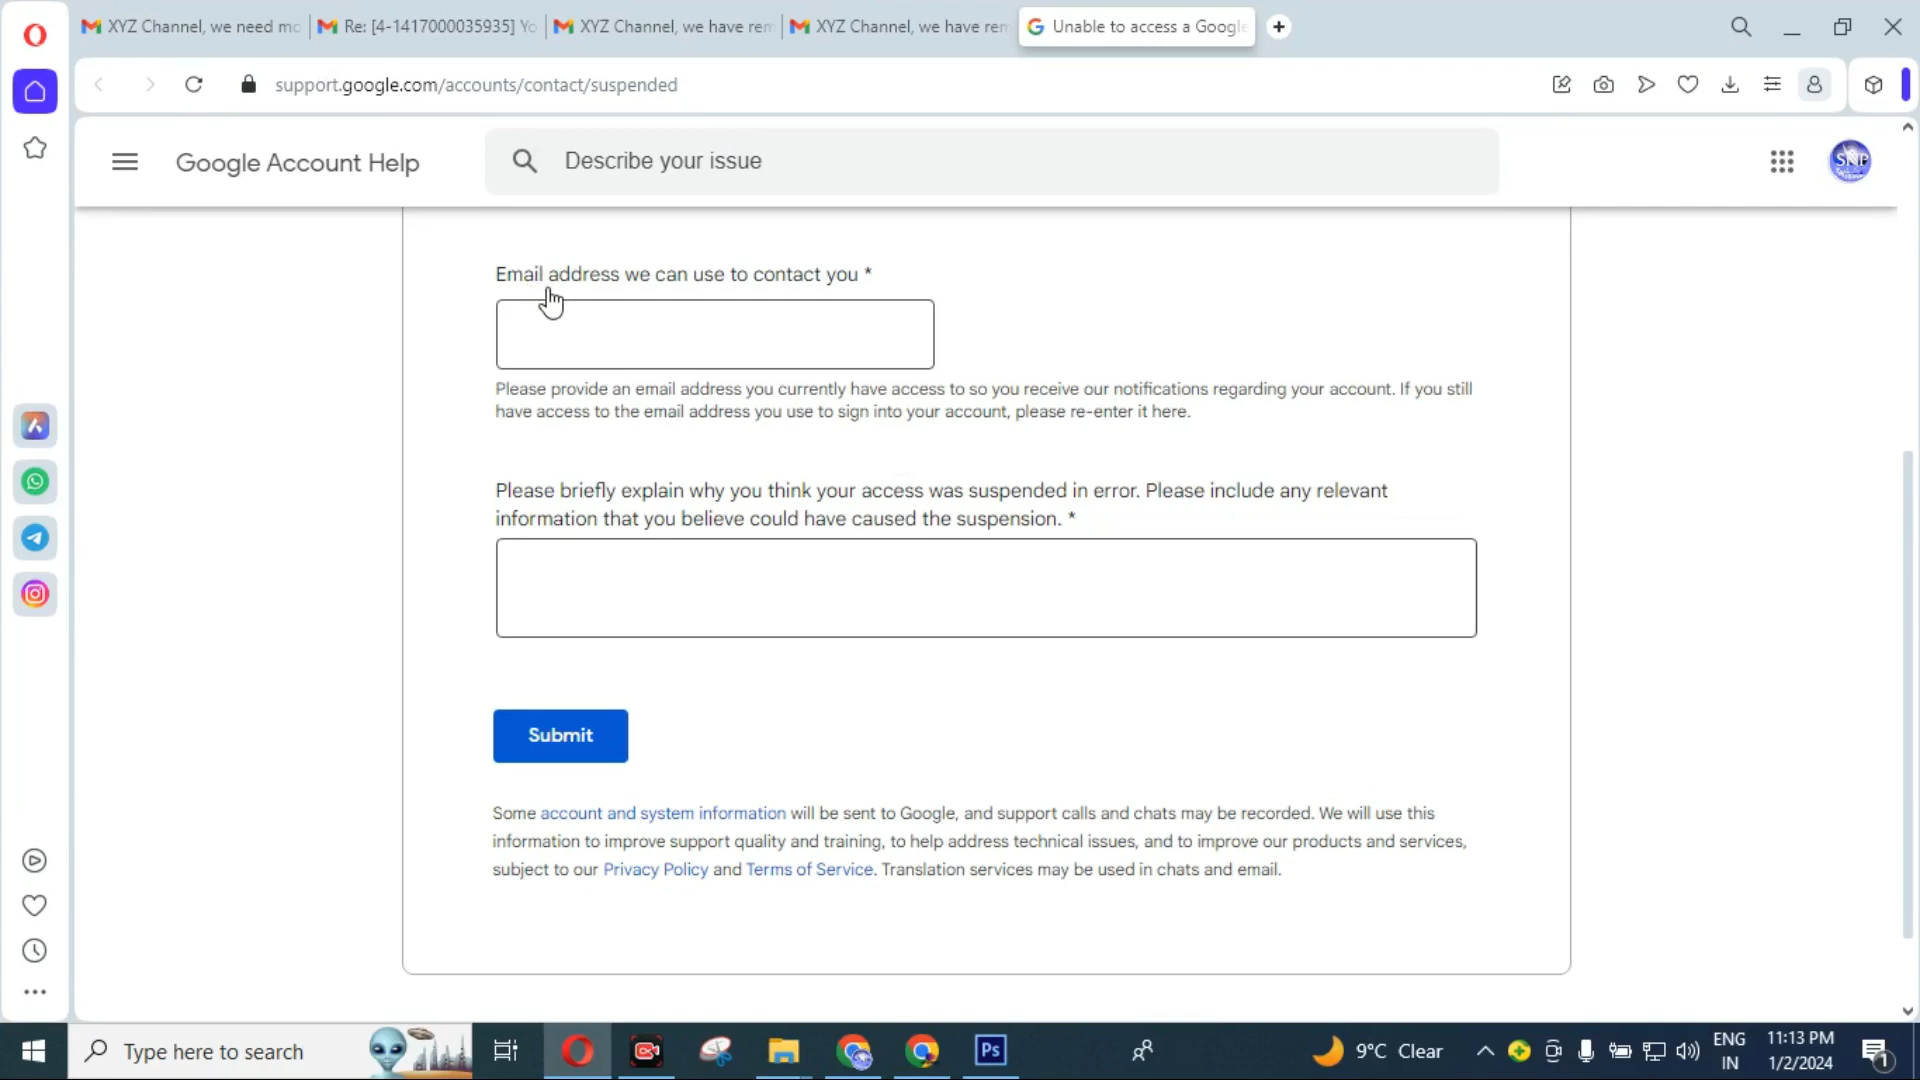 XYZ Channel, we need mo
Re: [4-1417000035935] Yo
XYZ Channel, we have rem
XYZ Channel, we have rem
Unable to access a Google
support.google.com/accounts/contact/suspended
Google Account Help
Describe your issue
SNP
Email address we can use to contact you *
Please provide an email address you currently have access to so you receive our notifications regarding your account. If you still
have access to the email address you use to sign into your account, please re-enter it here.
Please briefly explain why you think your access was suspended in error. Please include any relevant
information that you believe could have caused the suspension. *
Submit
Some account and system information will be sent to Google, and support calls and chats may be recorded. We will use this
information to improve support quality and training, to help address technical issues, and to improve our products and services,
subject to our Privacy Policy and Terms of Service. Translation services may be used in chats and email.
Type here to search
Ps
9°C Clear
ENG
IN
11:13 PM
1/2/2024
1